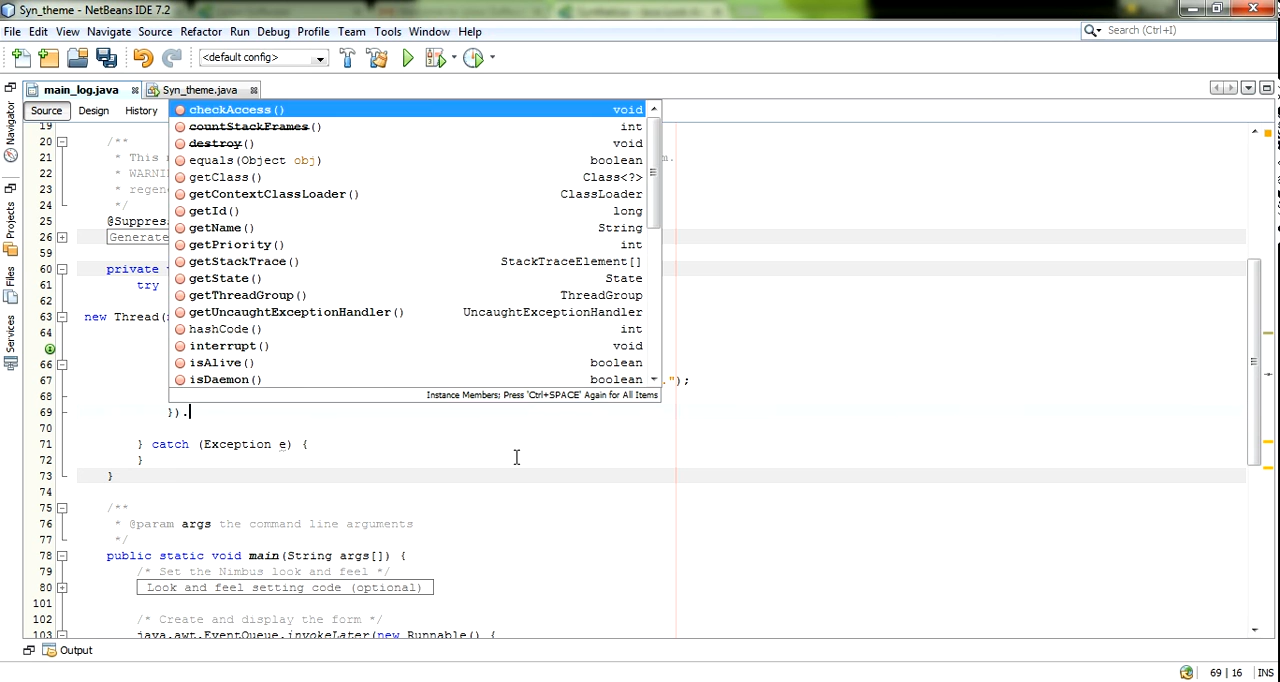 Syn_theme - NetBeans IDE 7.2
File Edit View Navigate Source Refactor Run Debug Profile Team Tools Window Help
Search (Ctrl+I)
<default config>
main_log.java Syn_theme.java
Source Design History
Navigator
Projects
Files
Services
checkAccess() void
countStackFrames() int
destroy() void
equals(Object obj) boolean
getClass() Class<?>
getContextClassLoader() ClassLoader
getId() long
getName() String
getPriority() int
getStackTrace() StackTraceElement[]
getState() State
getThreadGroup() ThreadGroup
getUncaughtExceptionHandler() UncaughtExceptionHandler
hashCode() int
interrupt() void
isAlive() boolean
isDaemon() boolean
Instance Members; Press 'Ctrl+SPACE' Again for All Items
19
20 /**
21 * This m.
22 * WARNI
23 * regen
24 */
25 @Suppres
26 Generate
59
60 private
61 try
62
63 new Thread(
64
66
67 .");
68
69 }).
70
71 } catch (Exception e) {
72 }
73 }
74
75 /**
76 * @param args the command line arguments
77 */
78 public static void main(String args[]) {
79 /* Set the Nimbus look and feel */
80 Look and feel setting code (optional)
101
102 /* Create and display the form */
103 java.awt.EventQueue.invokeLater(new Runnable() {
Output
69 | 16 INS